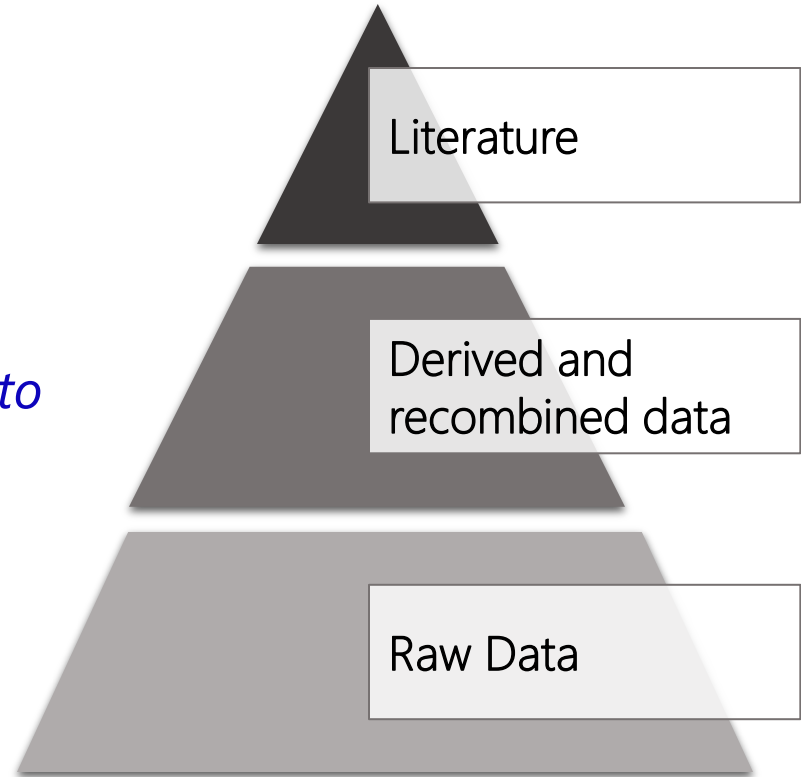 Literature
Derived and
recombined data
to
Raw Data